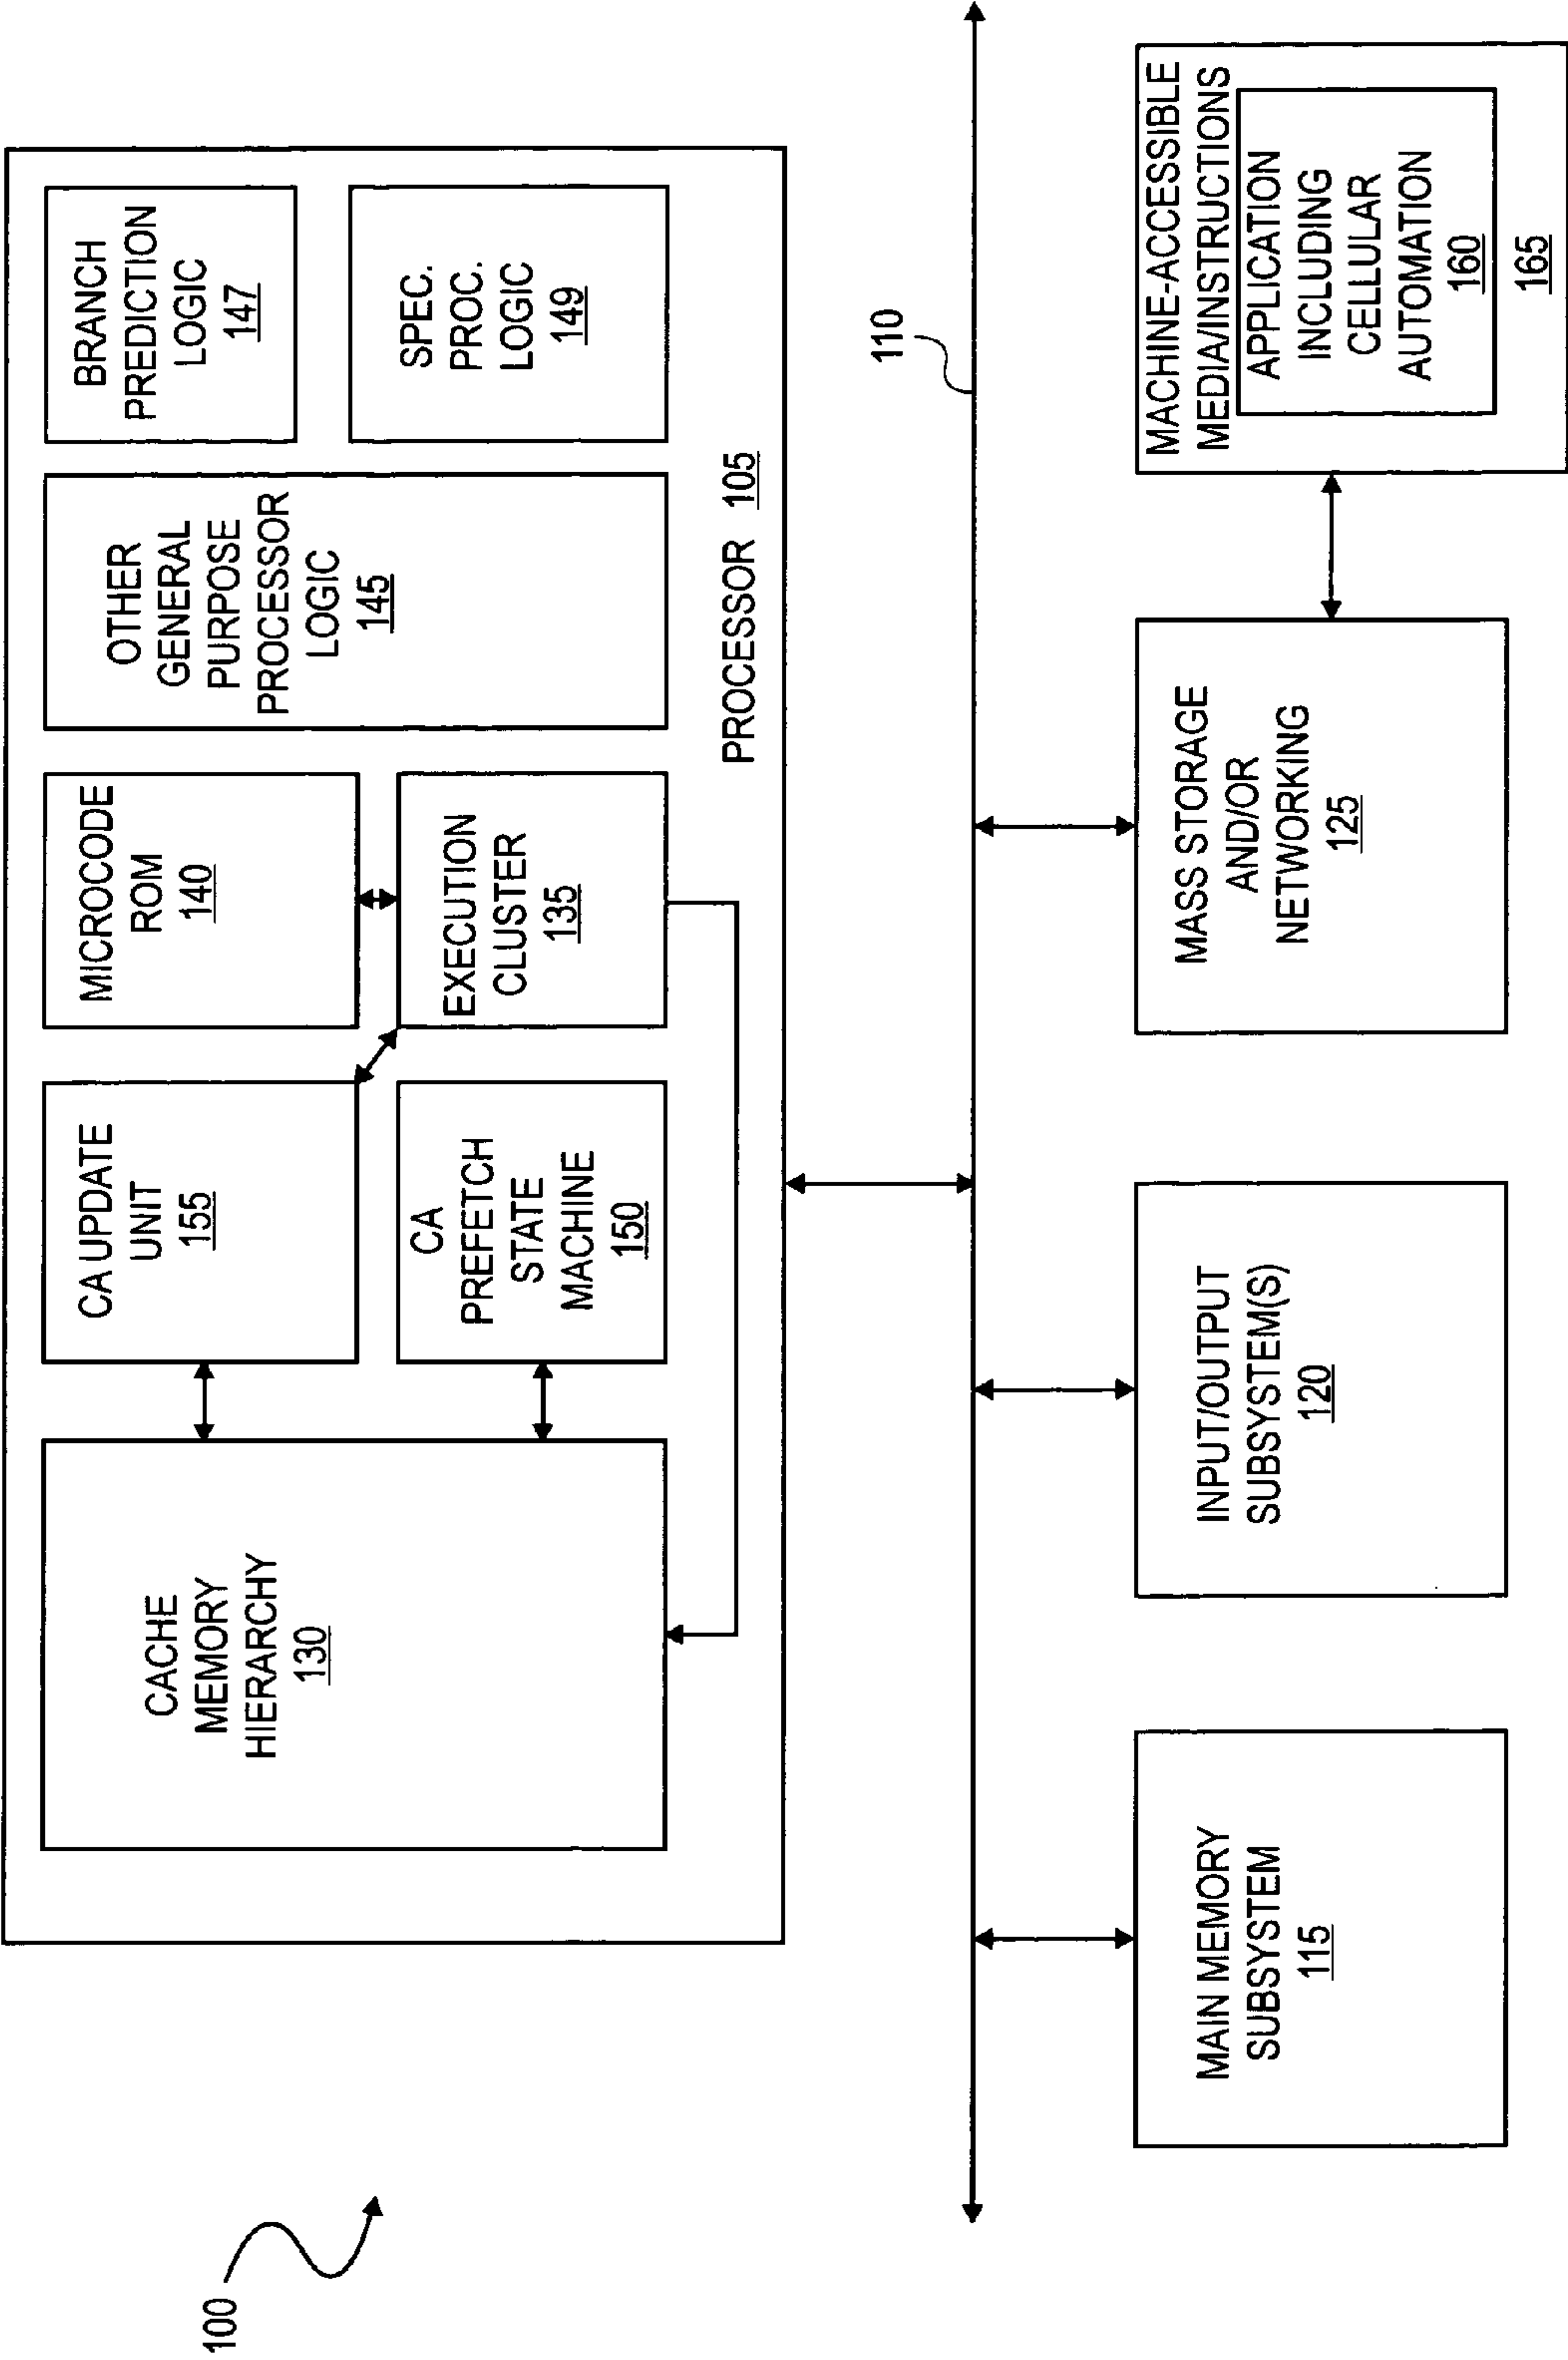 100
CACHE
MEMORY
HIERARCHY
130
CA UPDATE
UNIT
155
CA
PREFETCH
STATE
MACHINE
150
MICROCODE
ROM
140
EXECUTION
CLUSTER
135
OTHER
GENERAL
PURPOSE
PROCESSOR
LOGIC
145
BRANCH
PREDICTION
LOGIC
147
SPEC.
PROC.
LOGIC
149
PROCESSOR 105
110
MAIN MEMORY
SUBSYSTEM
115
INPUT/OUTPUT
SUBSYSTEM(S)
120
MASS STORAGE
AND/OR
NETWORKING
125
MACHINE-ACCESSIBLE
MEDIA/INSTRUCTIONS
APPLICATION
INCLUDING
CELLULAR
AUTOMATION
160
165